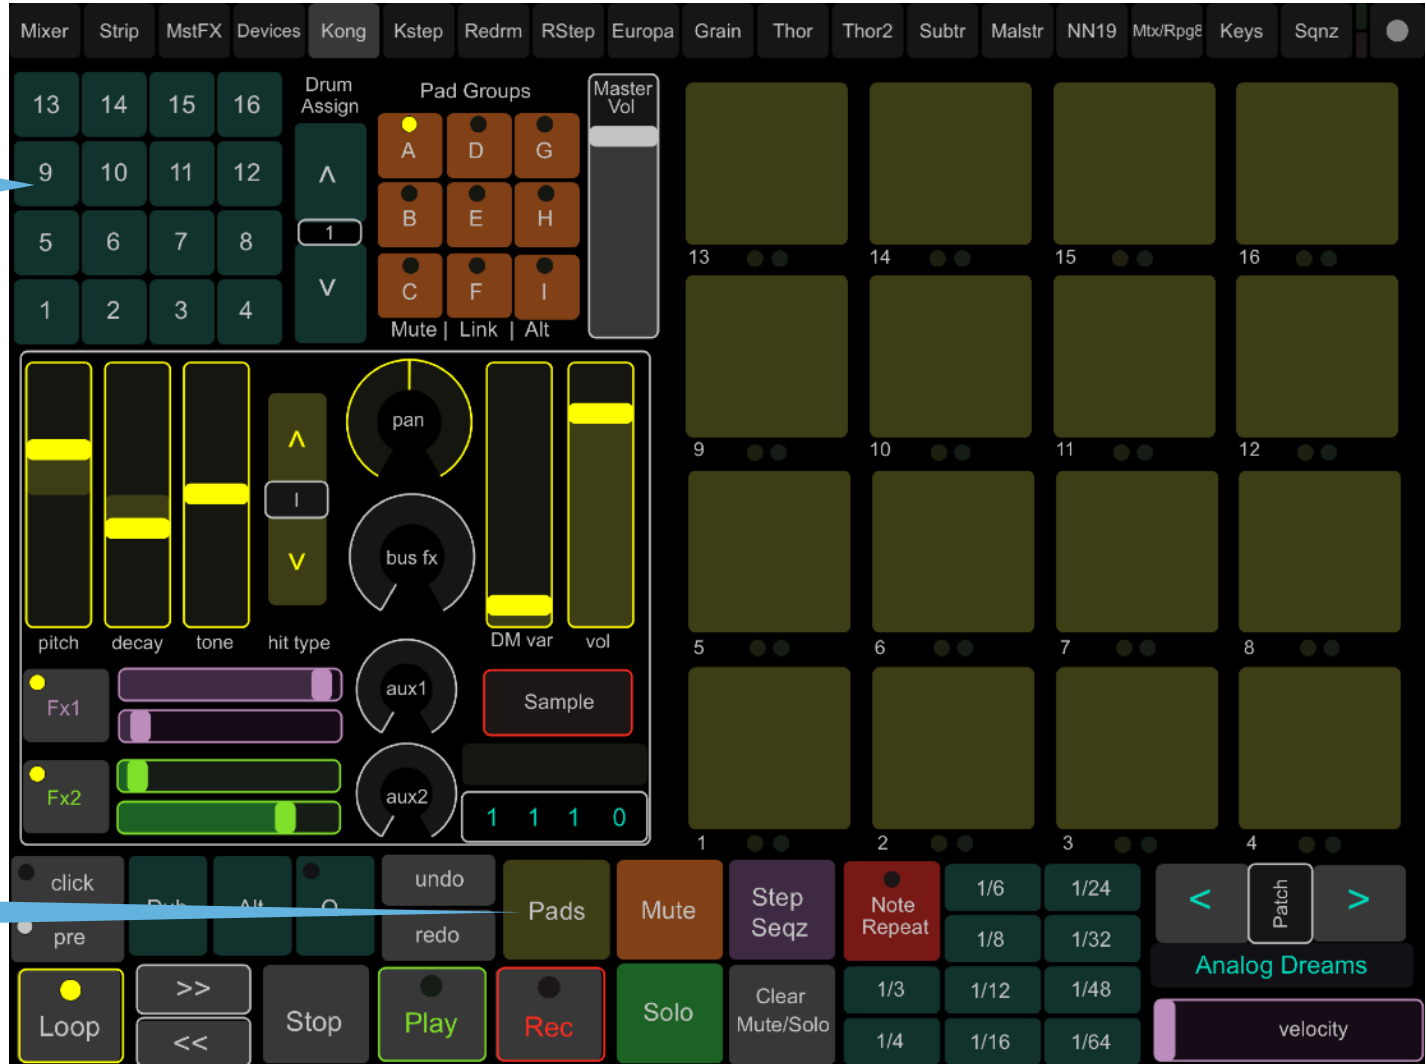 Mixer Strip MstFX Devices Kong Kstep Redrm RStep Europa Grain Thor Thor2 Subtr Malstr NN19 Mtx/Rpg8 Keys Sqnz
13 14 15 16
9 10 11 12
5 6 7 8
1 2 3 4
Drum
Assign
^
1
v
Pad Groups
A D G
B E H
C F I
Mute | Link | Alt
Master
Vol
pitch decay tone
^
I
v
hit type
pan
bus fx
DM var vol
Fx1
aux1
Sample
Fx2
aux2
1 1 1 0
13 14 15 16
9 10 11 12
5 6 7 8
1 2 3 4
click
pre
undo
redo
Pads
Mute
Step
Seqz
Note
Repeat
1/6 1/24
1/8 1/32
1/3 1/12 1/48
1/4 1/16 1/64
< Patch >
Analog Dreams
velocity
Loop
>>
<<
Stop
Play
Rec
Solo
Clear
Mute/Solo